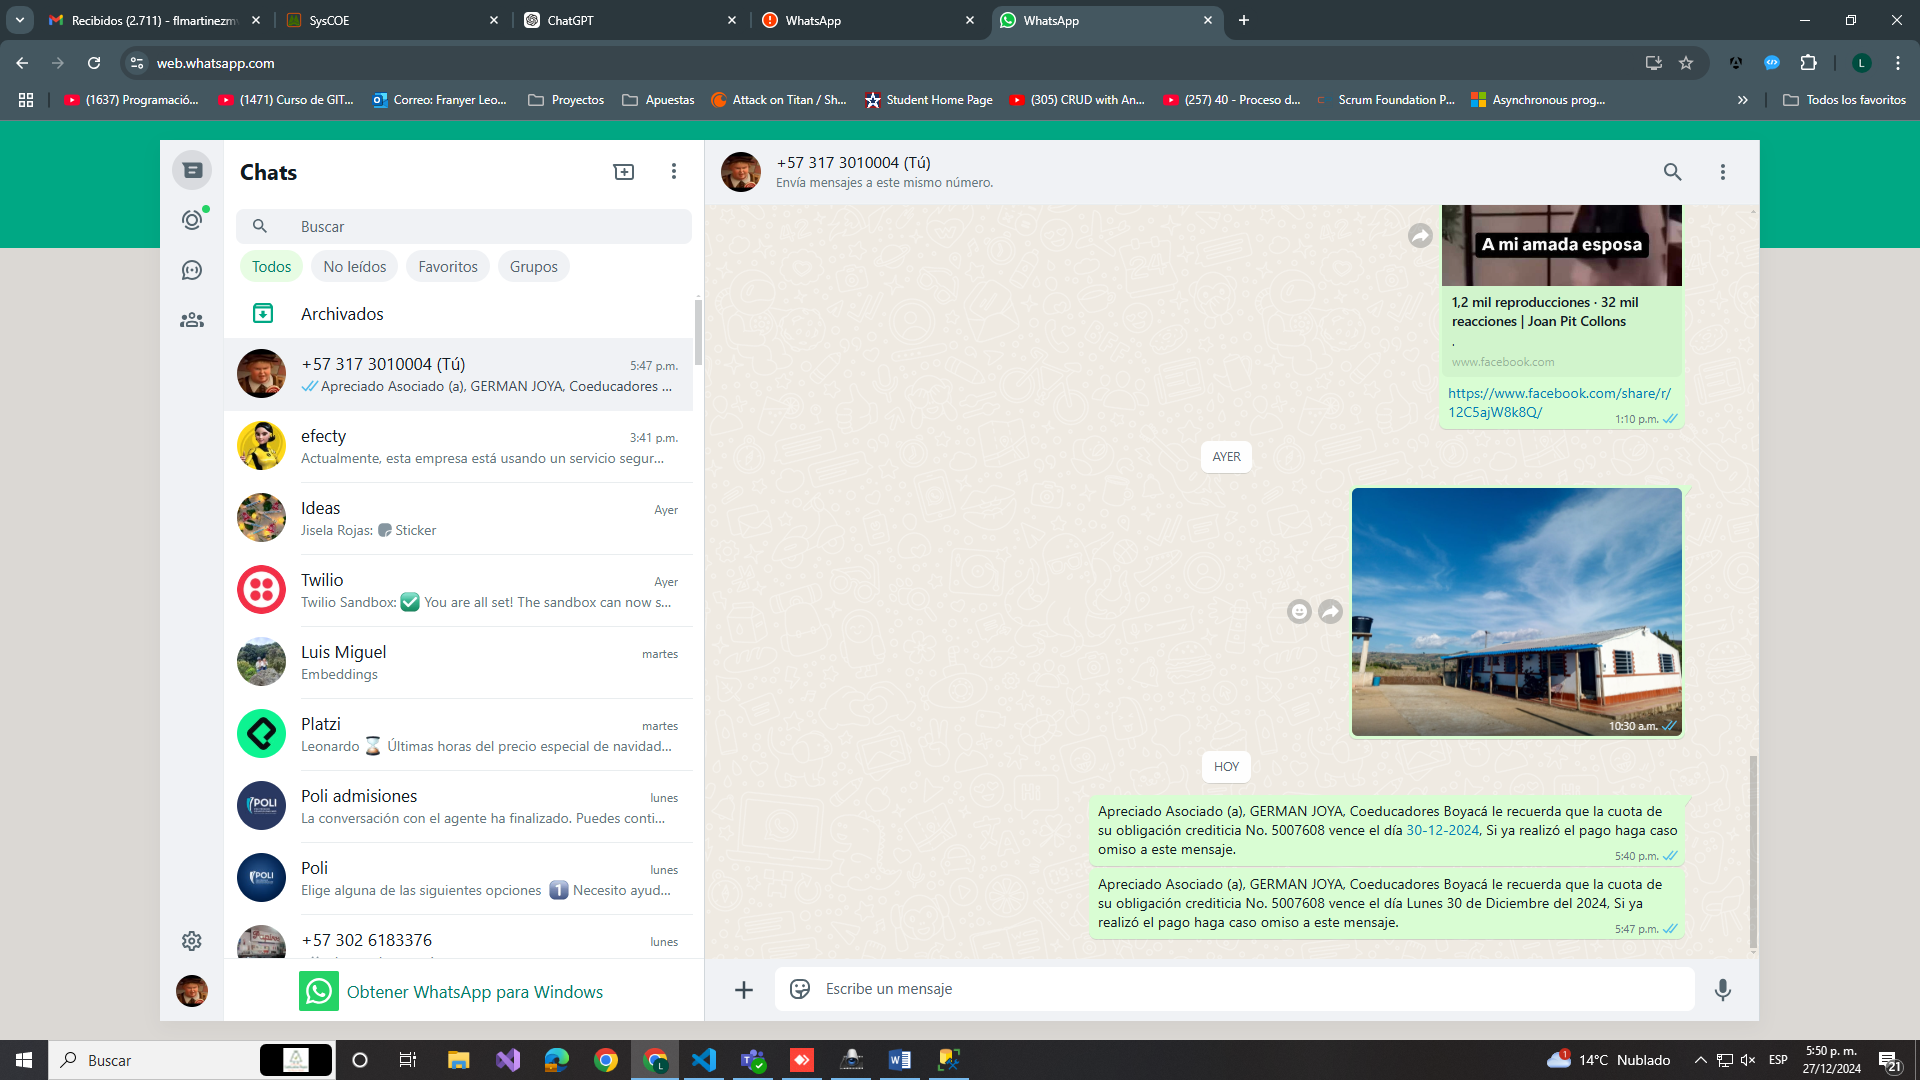 Recibidos (2.711) - flmartinezm
SysCOE
ChatGPT
WhatsApp
WhatsApp
web.whatsapp.com
L
(1637) Programació...
(1471) Curso de GIT...
Correo: Franyer Leo...
Proyectos
Apuestas
Attack on Titan / Sh...
Student Home Page
(305) CRUD with An...
(257) 40 - Proceso d...
Scrum Foundation P...
Asynchronous prog...
Todos los favoritos
Chats
Buscar
Todos
No leídos
Favoritos
Grupos
Archivados
+57 317 3010004 (Tú)
5:47 p.m.
Apreciado Asociado (a), GERMAN JOYA, Coeducadores ...
efecty
3:41 p.m.
Actualmente, esta empresa está usando un servicio segur...
Ideas
Ayer
Jisela Rojas: Sticker
Twilio
Ayer
Twilio Sandbox: ✅ You are all set! The sandbox can now s...
Luis Miguel
martes
Embeddings
Platzi
martes
Leonardo ⌛ Últimas horas del precio especial de navidad...
Poli admisiones
lunes
La conversación con el agente ha finalizado. Puedes conti...
Poli
lunes
Elige alguna de las siguientes opciones 1️⃣ Necesito ayud...
+57 302 6183376
lunes
Obtener WhatsApp para Windows
+57 317 3010004 (Tú)
Envía mensajes a este mismo número.
A mi amada esposa
1,2 mil reproducciones · 32 mil
reacciones | Joan Pit Collons
.
www.facebook.com
https://www.facebook.com/share/r/
12C5ajW8k8Q/
1:10 p.m.
AYER
10:30 a.m.
HOY
Apreciado Asociado (a), GERMAN JOYA, Coeducadores Boyacá le recuerda que la cuota de
su obligación crediticia No. 5007608 vence el día 30-12-2024, Si ya realizó el pago haga caso
omiso a este mensaje.
5:40 p.m.
Apreciado Asociado (a), GERMAN JOYA, Coeducadores Boyacá le recuerda que la cuota de
su obligación crediticia No. 5007608 vence el día Lunes 30 de Diciembre del 2024, Si ya
realizó el pago haga caso omiso a este mensaje.
5:47 p.m.
Escribe un mensaje
Buscar
14°C Nublado
ESP
5:50 p. m.
27/12/2024
21